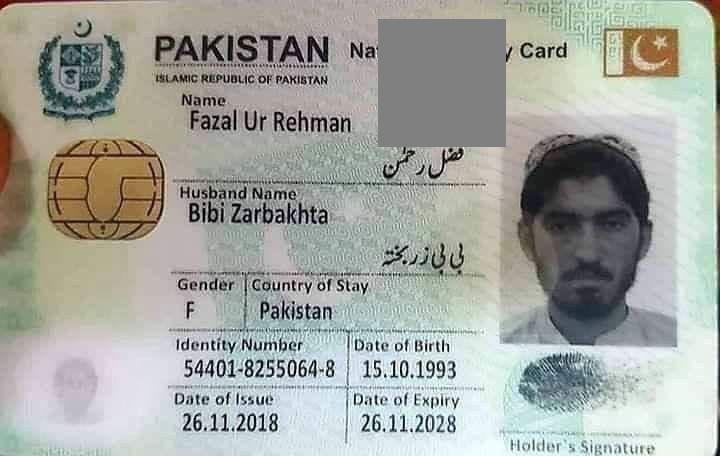 PAKISTAN Card
ISLAMIC REPUBLIC OF PAKISTAN
Name
Fazal Ur Rehman
فضل رحمٰن
Husband Name
Bibi Zarbakhta
بی بی زربختہ
Gender Country of Stay
F Pakistan
Identity Number Date of Birth
54401-8255064-8 15.10.1993
Date of Issue Date of Expiry
26.11.2018 26.11.2028
Holder's Signature